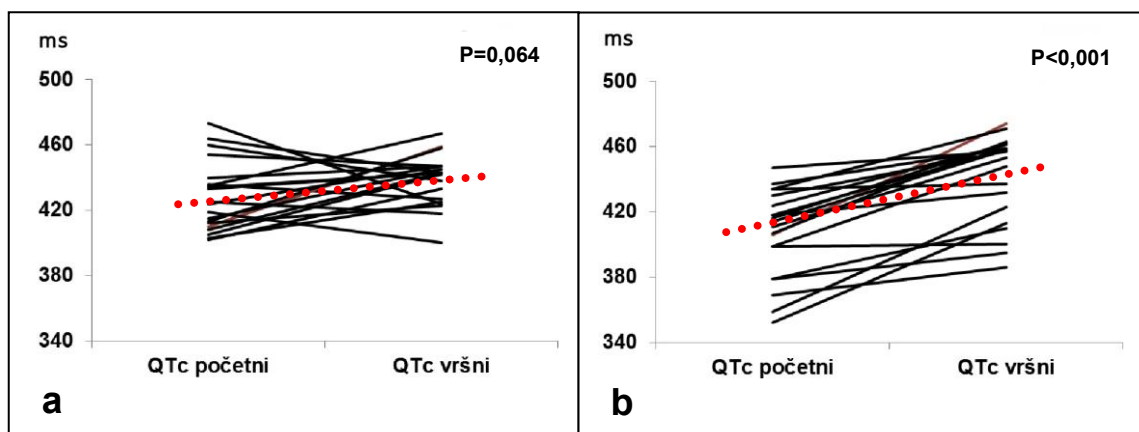 ms
P=0,064
500
460
420
380
340
QTc početni
QTc vršni
a
ms
P<0,001
500
460
420
380
340
QTc početni
QTc vršni
b